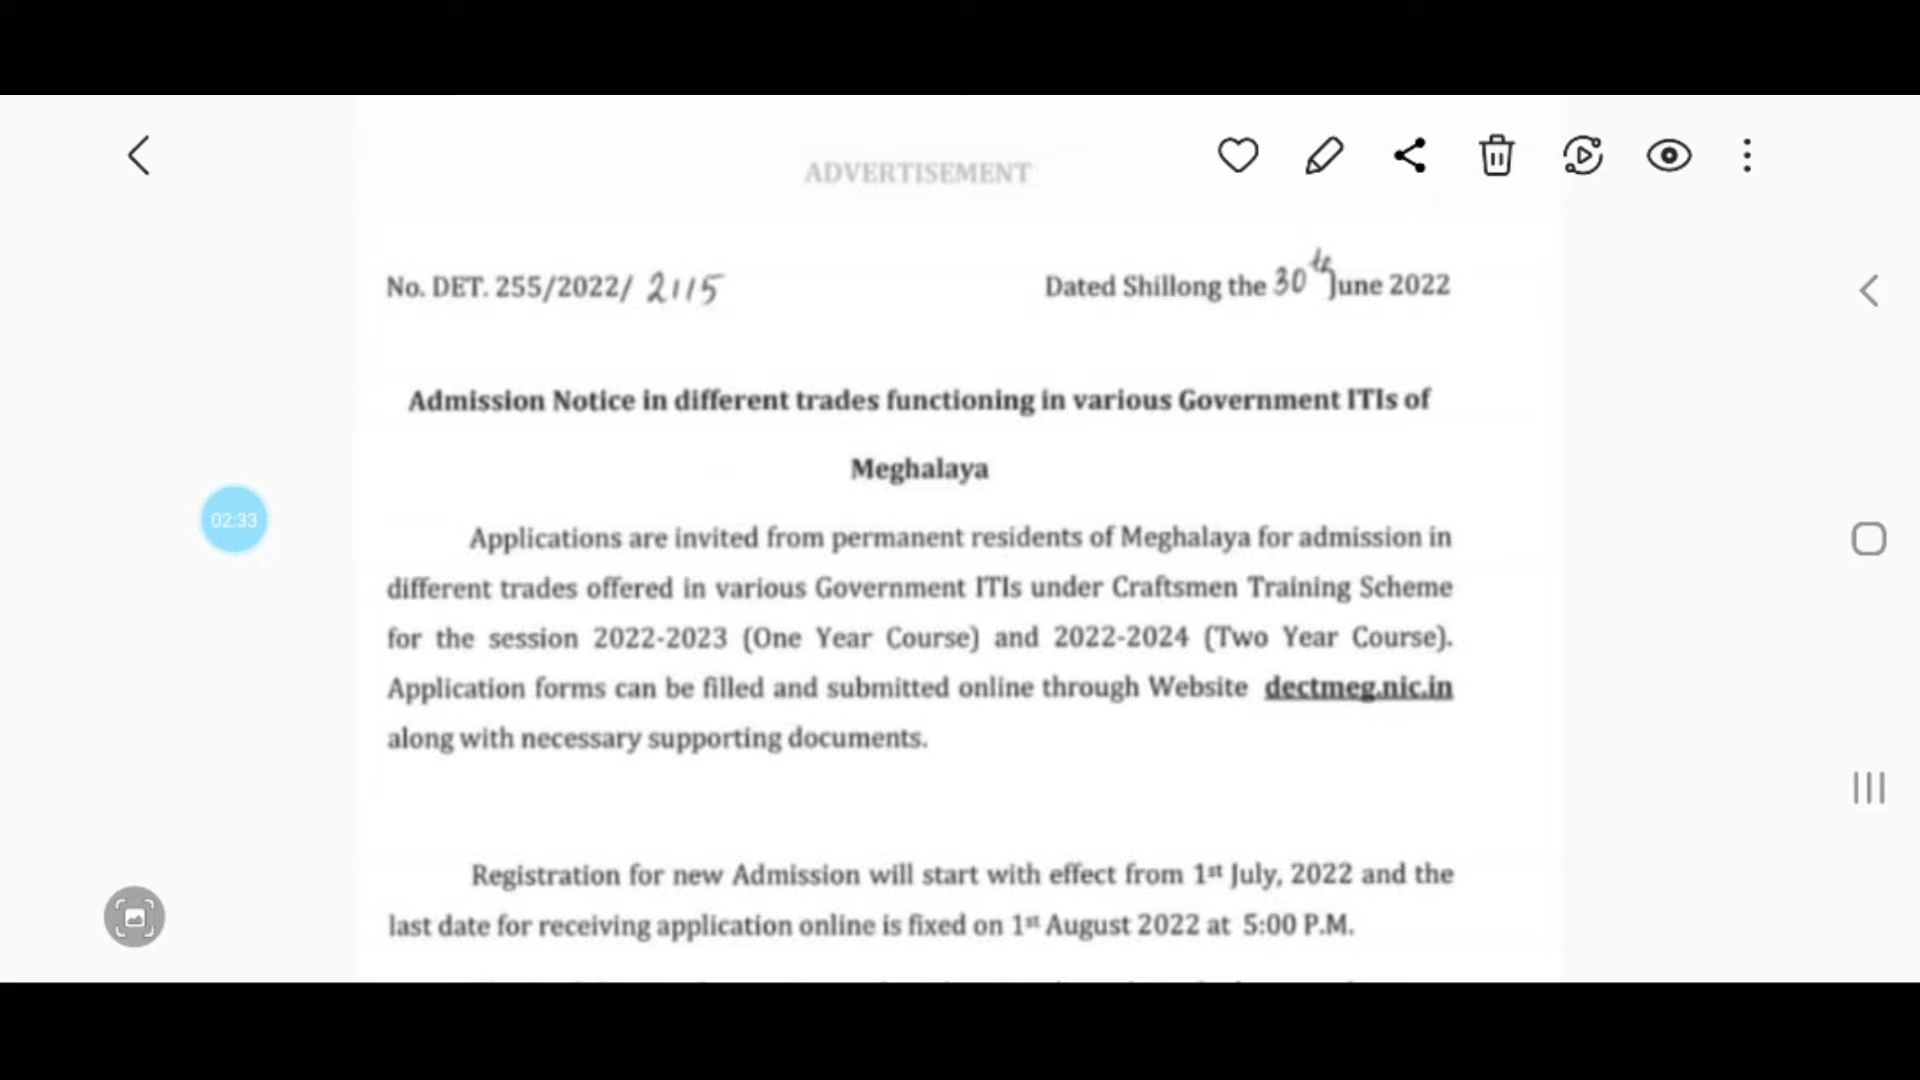 ADVERTISEMENT
No. DET. 255/2022/ 2115
Dated Shillong the 30th June 2022
Admission Notice in different trades functioning in various Government ITIs of
Meghalaya
Applications are invited from permanent residents of Meghalaya for admission in
different trades offered in various Government ITIs under Craftsmen Training Scheme
for the session 2022-2023 (One Year Course) and 2022-2024 (Two Year Course).
Application forms can be filled and submitted online through Website dectmeg.nic.in
along with necessary supporting documents.
02:33
Registration for new Admission will start with effect from 1st July, 2022 and the
last date for receiving application online is fixed on 1st August 2022 at 5:00 P.M.